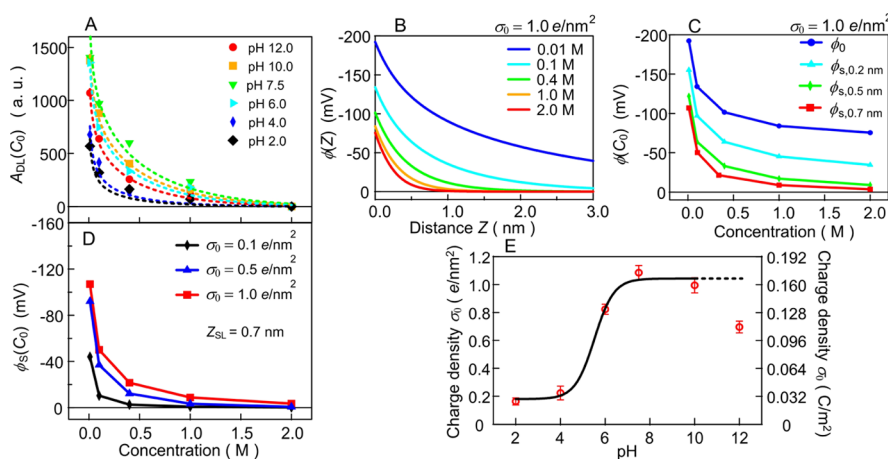 A
1500
1000
500
0
A_DL(C_0) ( a. u. )
pH 12.0
pH 10.0
pH 7.5
pH 6.0
pH 4.0
pH 2.0
B
σ_0 = 1.0 e/nm^2
-200
-150
-100
-50
0
ϕ(Z) (mV)
0.01 M
0.1 M
0.4 M
1.0 M
2.0 M
0.0 1.0 2.0 3.0
Distance Z ( nm )
C
σ_0 = 1.0 e/nm^2
-200
-150
-100
-50
0
ϕ(C_0) (mV)
ϕ_0
ϕ_s,0.2 nm
ϕ_s,0.5 nm
ϕ_s,0.7 nm
0.0 0.5 1.0 1.5 2.0
Concentration ( M )
D
-160
-120
-80
-40
0
ϕ_S(C_0) (mV)
σ_0 = 0.1 e/nm^2
σ_0 = 0.5 e/nm^2
σ_0 = 1.0 e/nm^2
Z_SL = 0.7 nm
0.0 0.5 1.0 1.5 2.0
Concentration ( M )
E
1.2
1.0
0.8
0.6
0.4
0.2
0
Charge density σ_0 ( e/nm^2)
0.192
0.160
0.128
0.096
0.064
0.032
0
Charge density σ_0 ( C/m^2)
2 4 6 8 10 12
pH